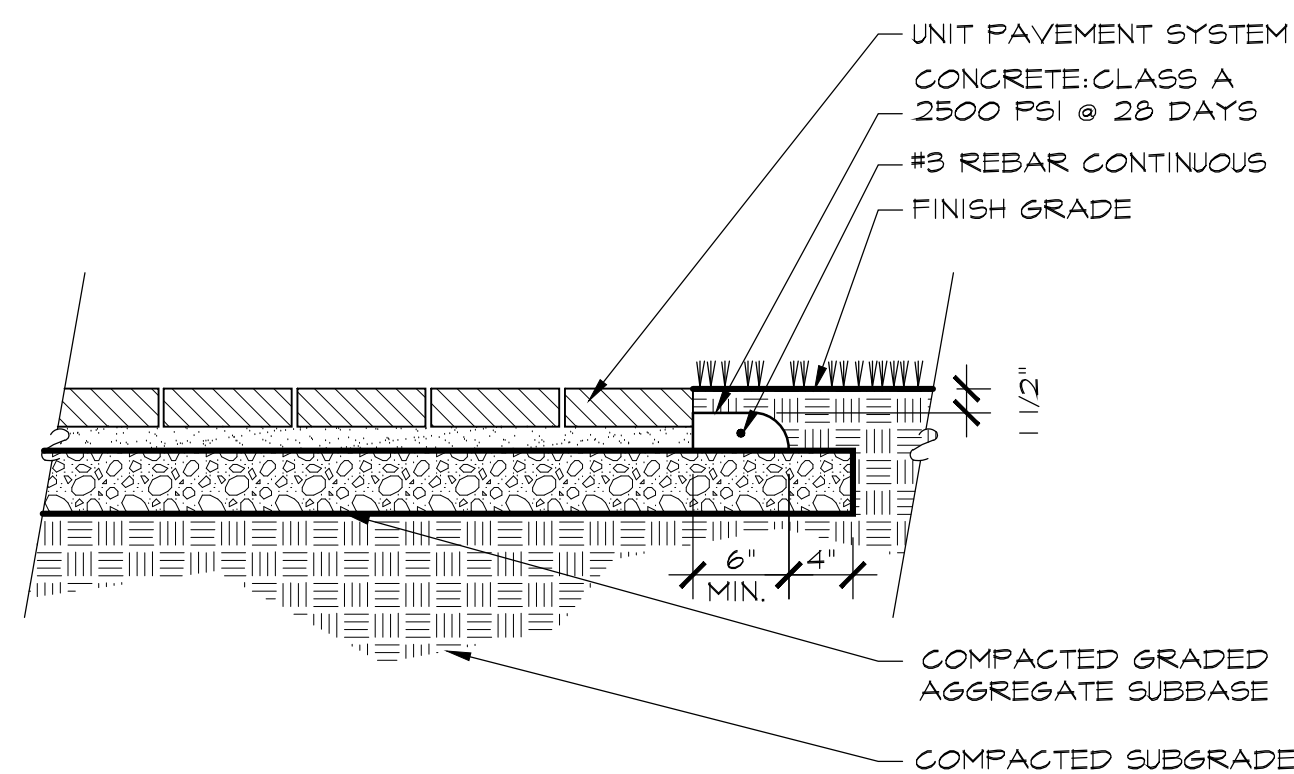 UNIT PAVEMENT SYSTEM
CONCRETE:CLASS A
2500 PSI @ 28 DAYS
#3 REBAR CONTINUOUS
FINISH GRADE
1 1/2"
6"
4"
MIN.
COMPACTED GRADED
AGGREGATE SUBBASE
COMPACTED SUBGRADE